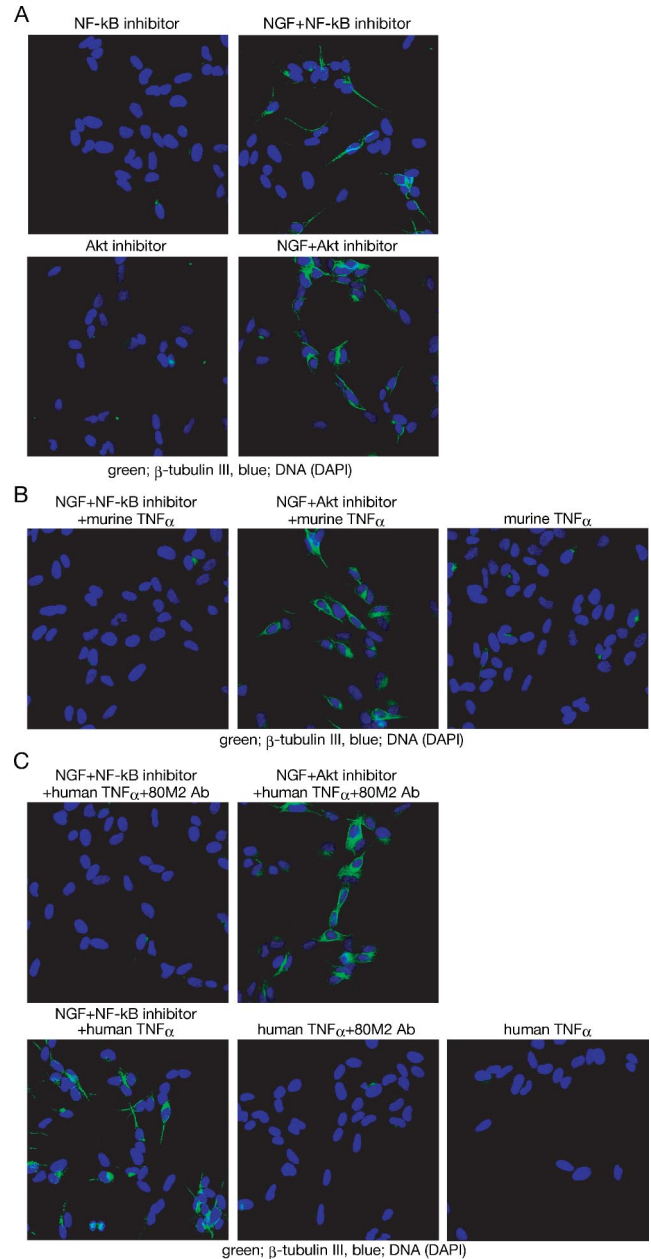 A
NF-kB inhibitor
NGF+NF-kB inhibitor
Akt inhibitor
NGF+Akt inhibitor
green; β-tubulin III, blue; DNA (DAPI)
B
NGF+NF-kB inhibitor
+murine TNFα
NGF+Akt inhibitor
+murine TNFα
murine TNFα
green; β-tubulin III, blue; DNA (DAPI)
C
NGF+NF-kB inhibitor
+human TNFα+80M2 Ab
NGF+Akt inhibitor
+human TNFα+80M2 Ab
NGF+NF-kB inhibitor
+human TNFα
human TNFα+80M2 Ab
human TNFα
green; β-tubulin III, blue; DNA (DAPI)